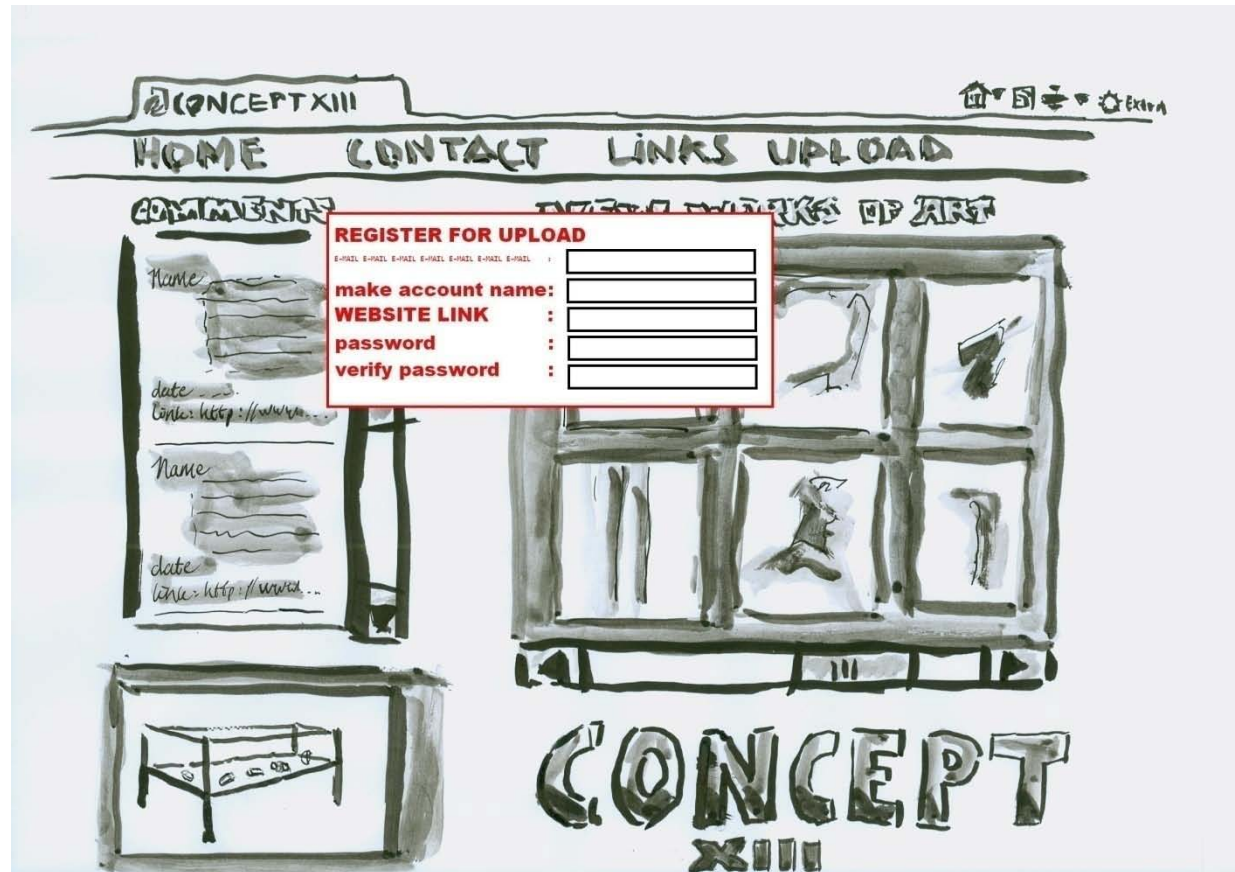 CONCEPT XIII
Extra
HOME CONTACT LINKS UPLOAD
COMMENTS
WORKS OF ART
REGISTER FOR UPLOAD
E-MAIL E-MAIL E-MAIL E-MAIL E-MAIL E-MAIL E-MAIL :
make account name:
WEBSITE LINK :
password :
verify password :
Name
date ....
link: http://www...
Name
date
link: http://www...
CONCEPT
XIII